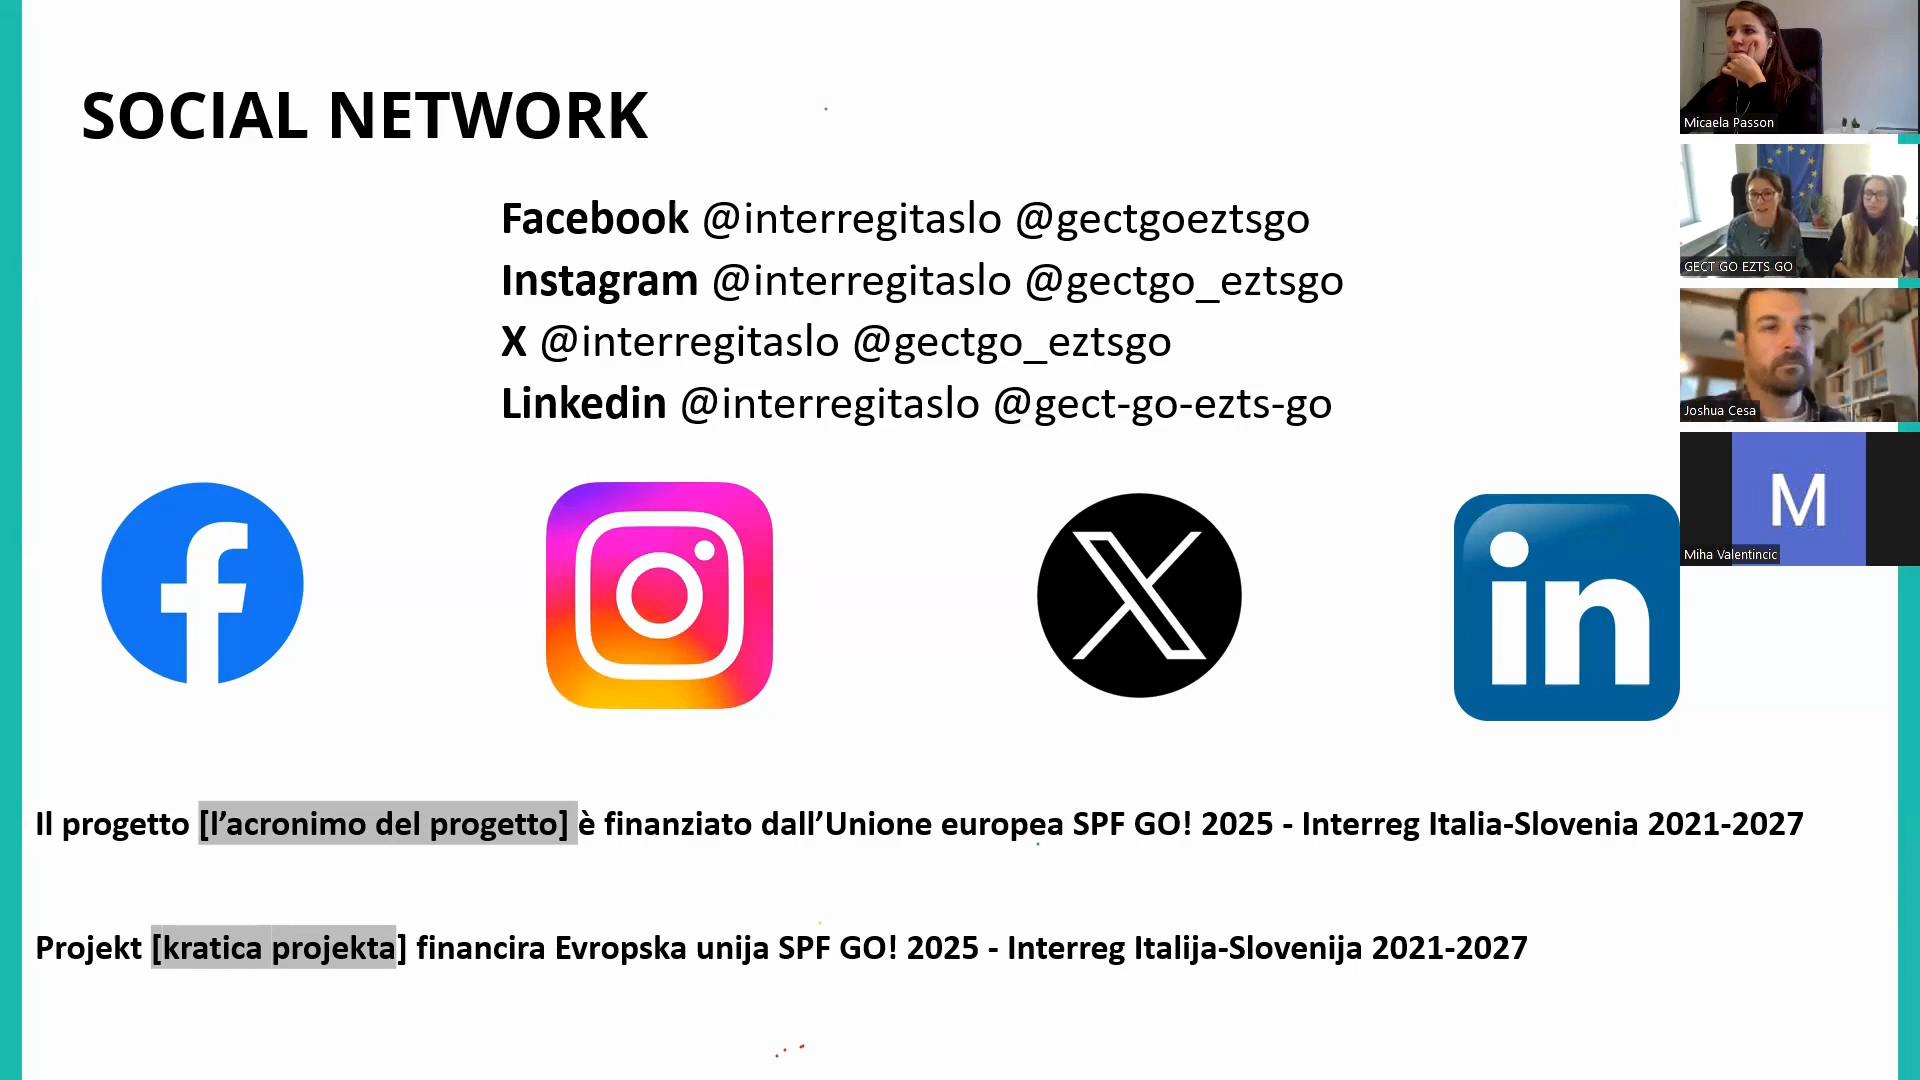 SOCIAL NETWORK
Facebook @interregitaslo @gectgoeztsgo
Instagram @interregitaslo @gectgo_eztsgo
X @interregitaslo @gectgo_eztsgo
Linkedin @interregitaslo @gect-go-ezts-go
in
Il progetto [l’acronimo del progetto] è finanziato dall’Unione europea SPF GO! 2025 - Interreg Italia-Slovenia 2021-2027
Projekt [kratica projekta] financira Evropska unija SPF GO! 2025 - Interreg Italija-Slovenija 2021-2027
Micaela Passon
GECT GO EZTS GO
Joshua Cesa
M
Miha Valentincic